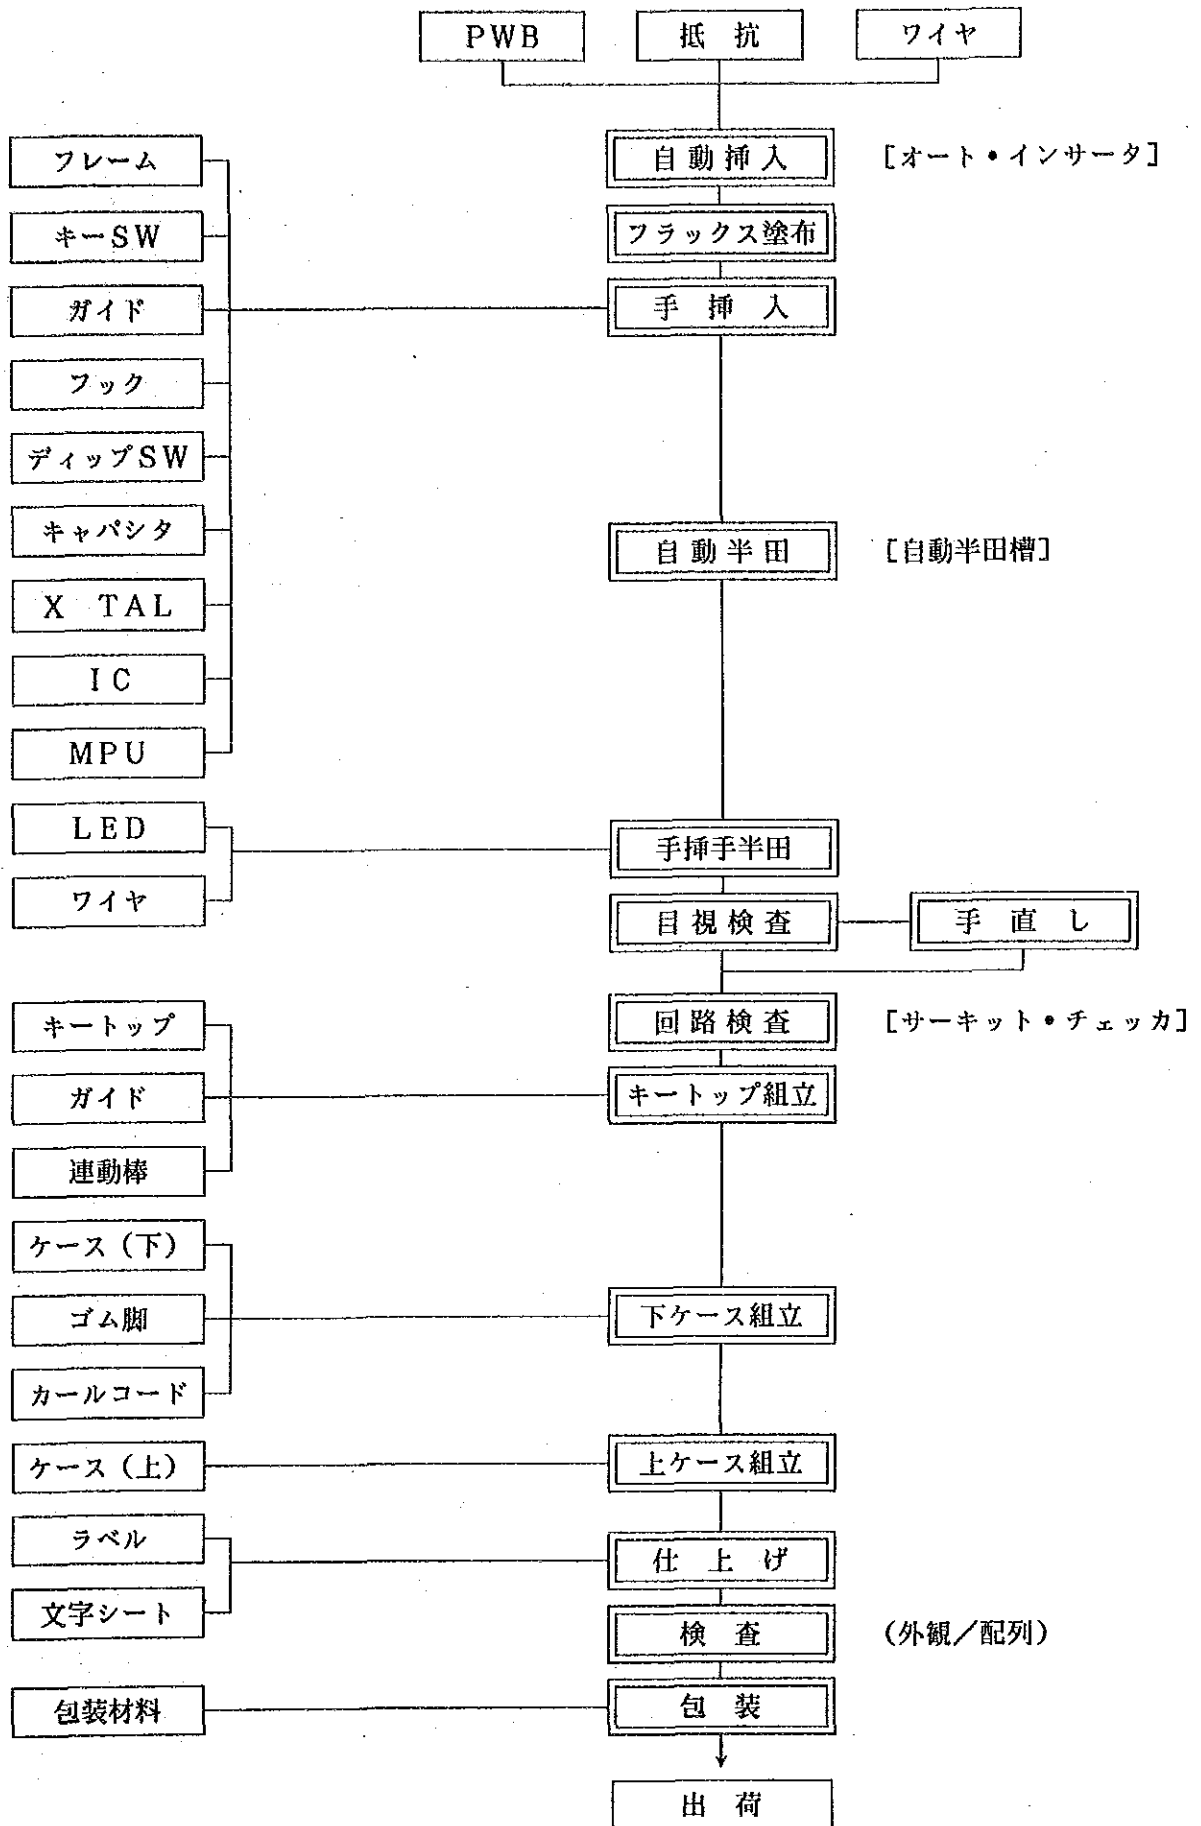 PWB 抵抗 ワイヤ
フレーム 自動挿入 [オート・インサータ]
キーSW フラックス塗布
ガイド 手挿入
フック
ディップSW
キャパシタ 自動半田 [自動半田槽]
X TAL
IC
MPU
LED 手挿手半田
ワイヤ 目視検査 手直し
キートップ 回路検査 [サーキット・チェッカ]
ガイド キートップ組立
連動棒
ケース(下)
ゴム脚 下ケース組立
カールコード
ケース(上) 上ケース組立
ラベル 仕上げ
文字シート 検査 (外観/配列)
包装材料 包装
出荷